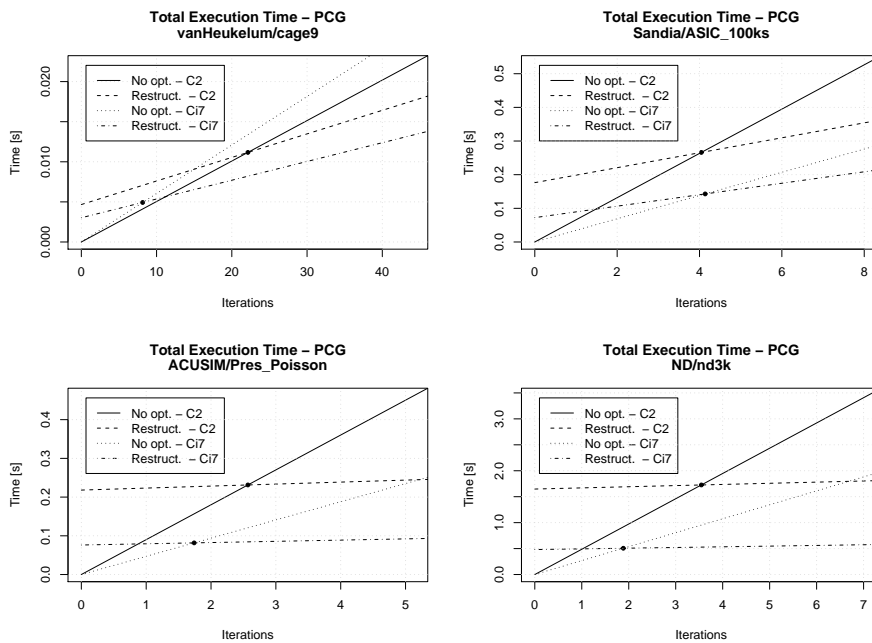 Total Execution Time – PCG
vanHeukelum/cage9
Time [s]
0.000
0.010
0.020
No opt. – C2
Restruct. – C2
No opt. – Ci7
Restruct. – Ci7
0 10 20 30 40
Iterations
Total Execution Time – PCG
Sandia/ASIC_100ks
Time [s]
0.0 0.1 0.2 0.3 0.4 0.5
No opt. – C2
Restruct. – C2
No opt. – Ci7
Restruct. – Ci7
0 2 4 6 8
Iterations
Total Execution Time – PCG
ACUSIM/Pres_Poisson
Time [s]
0.0 0.1 0.2 0.3 0.4
No opt. – C2
Restruct. – C2
No opt. – Ci7
Restruct. – Ci7
0 1 2 3 4 5
Iterations
Total Execution Time – PCG
ND/nd3k
Time [s]
0.0 1.0 2.0 3.0
No opt. – C2
Restruct. – C2
No opt. – Ci7
Restruct. – Ci7
0 1 2 3 4 5 6 7
Iterations